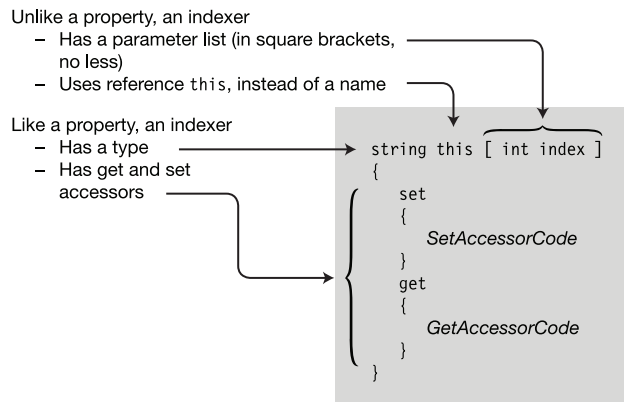 Unlike a property, an indexer
– Has a parameter list (in square brackets,
no less)
– Uses reference this, instead of a name
Like a property, an indexer
– Has a type
– Has get and set
accessors
string this [ int index ]
{
set
{
SetAccessorCode
}
get
{
GetAccessorCode
}
}